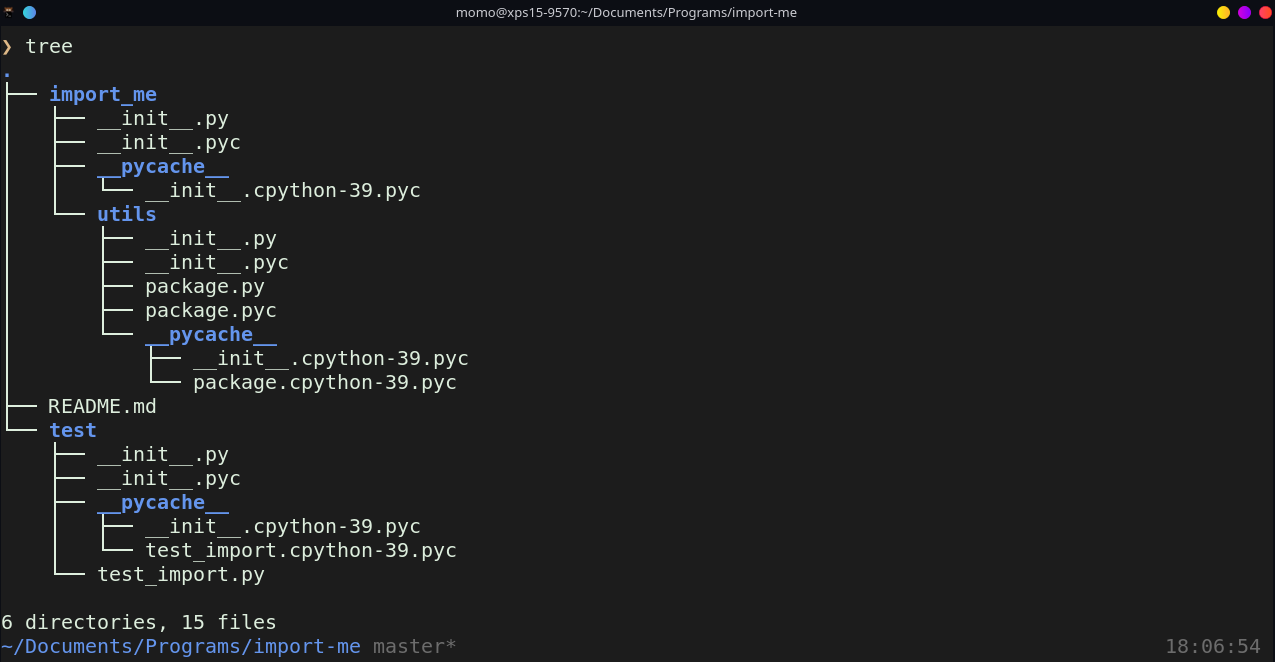 momo@xps15-9570:~/Documents/Programs/import-me
❯ tree
.
├── import_me
│   ├── __init__.py
│   ├── __init__.pyc
│   ├── __pycache__
│   │   └── __init__.cpython-39.pyc
│   └── utils
│       ├── __init__.py
│       ├── __init__.pyc
│       ├── package.py
│       ├── package.pyc
│       └── __pycache__
│           ├── __init__.cpython-39.pyc
│           └── package.cpython-39.pyc
├── README.md
└── test
    ├── __init__.py
    ├── __init__.pyc
    ├── __pycache__
    │   ├── __init__.cpython-39.pyc
    │   └── test_import.cpython-39.pyc
    └── test_import.py

6 directories, 15 files
~/Documents/Programs/import-me master* 18:06:54